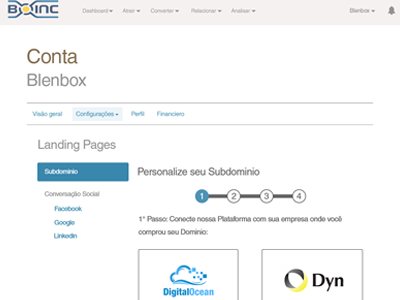 BOINC
Dashboard Atrair Converter Relacionar Analisar Blenbox
Conta
Blenbox
Visão geral Configurações Perfil Financeiro
Landing Pages
Subdominio
Personalize seu Subdominio
Conversação Social
Facebook
Google
Linkedin
1 2 3 4
1° Passo: Conecte nossa Plataforma com sua empresa onde você
comprou seu Dominio:
DigitalOcean
Dyn